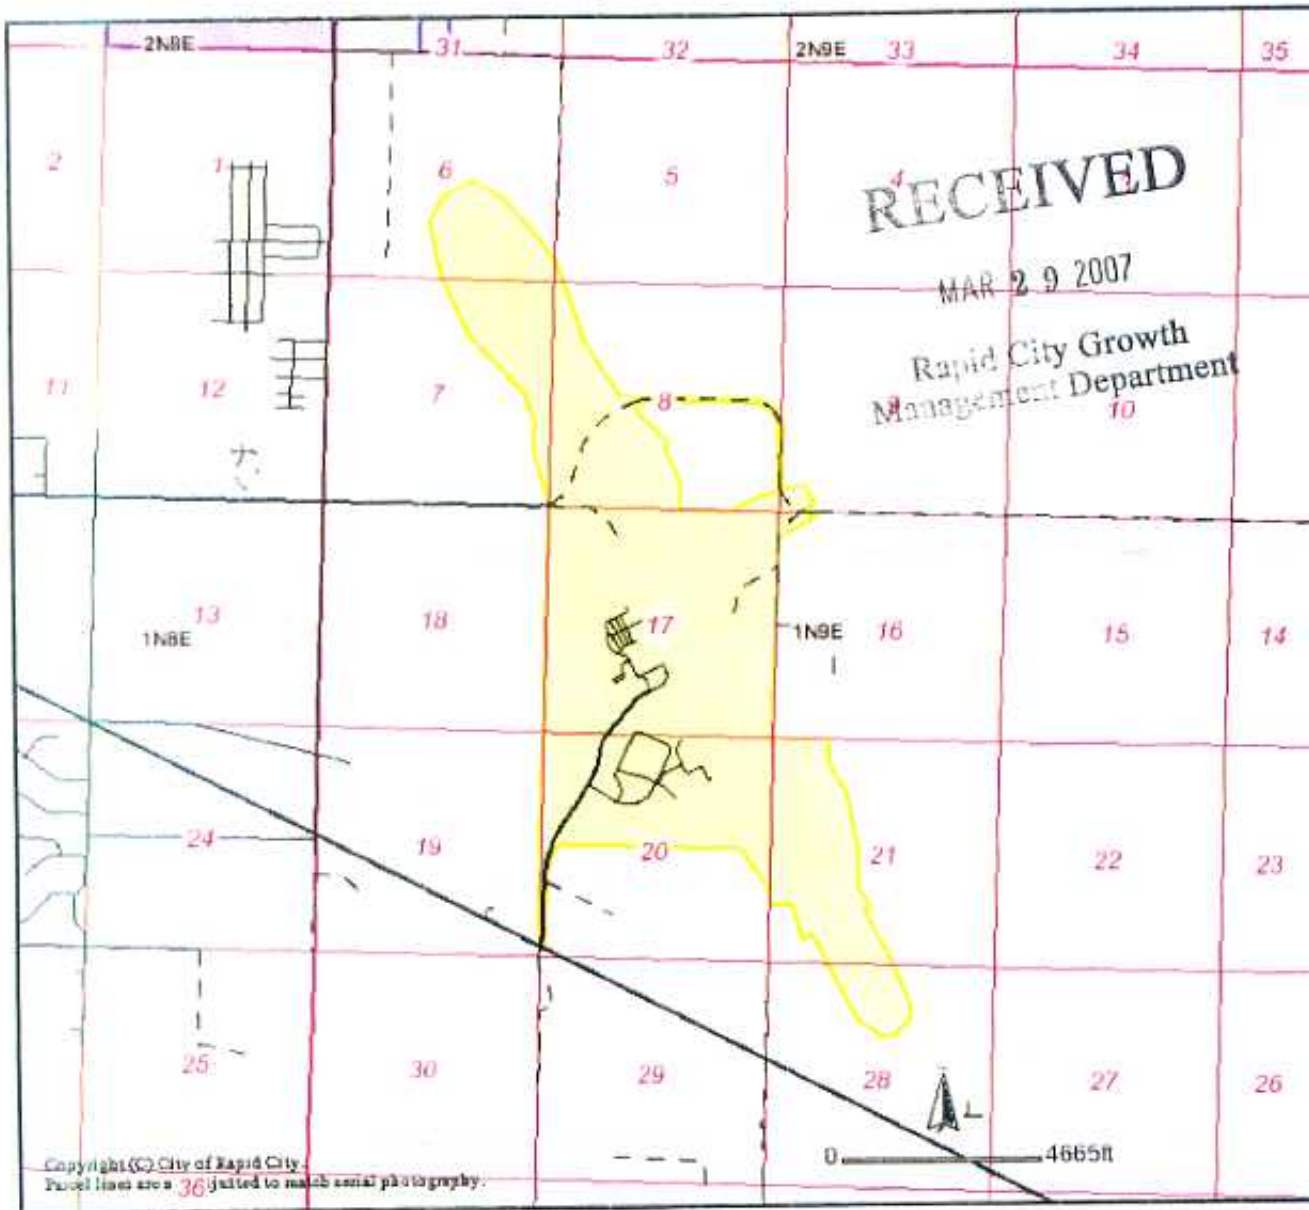 2N8E 31 32 2N9E 33 34 35
2 1 6 5 4 3
RECEIVED
MAR 29 2007
Rapid City Growth
Management Department
11 12 7 8 9 10
13 18 17 16 15 14
1N8E 1N9E
24 19 20 21 22 23
25 30 29 28 27 26
0 4665ft
Copyright (C) City of Rapid City.
Parcel lines are a 36 justed to match aerial photography.